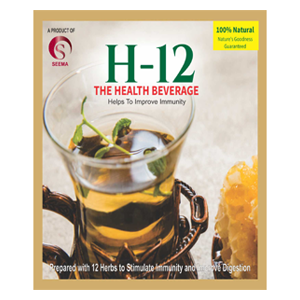 A PRODUCT OF
S
SEEMA
100% Natural
Nature's Goodness
Guaranteed
H-12
THE HEALTH BEVERAGE
Helps To Improve Immunity
Prepared with 12 Herbs to Stimulate Immunity and Improve Digestion